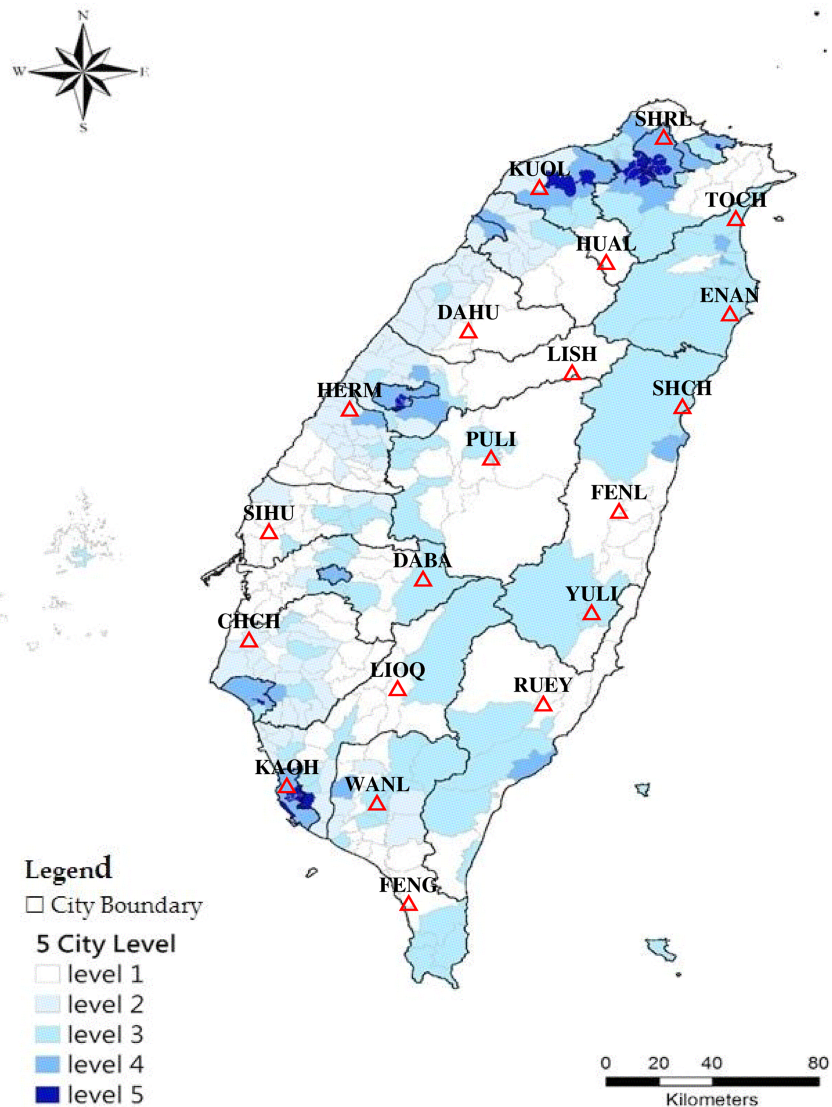 N
W E
S
SHRL
KUOL
TOCH
HUAL
ENAN
DAHU
LISH
HERM
SHCH
PULI
FENL
SIHU
DABA
YULI
CHCH
LIOQ
RUEY
KAOH
WANL
FENG
Legend
City Boundary
5 City Level
level 1
level 2
level 3
level 4
level 5
0 20 40 80
Kilometers